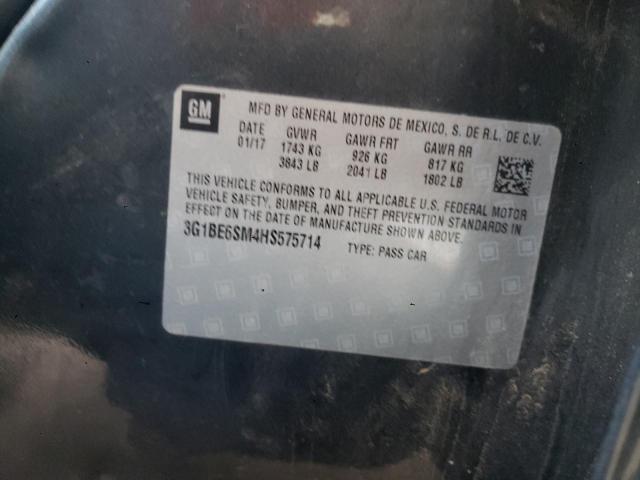 GM
MFD BY GENERAL MOTORS DE MEXICO, S. DE R.L. DE C.V.
DATE GVWR GAWR FRT GAWR RR
01/17 1743 KG 926 KG 817 KG
3843 LB 2041 LB 1802 LB
THIS VEHICLE CONFORMS TO ALL APPLICABLE U.S. FEDERAL MOTOR
VEHICLE SAFETY, BUMPER, AND THEFT PREVENTION STANDARDS IN
EFFECT ON THE DATE OF MANUFACTURE SHOWN ABOVE.
3G1BE6SM4HS575714 TYPE: PASS CAR